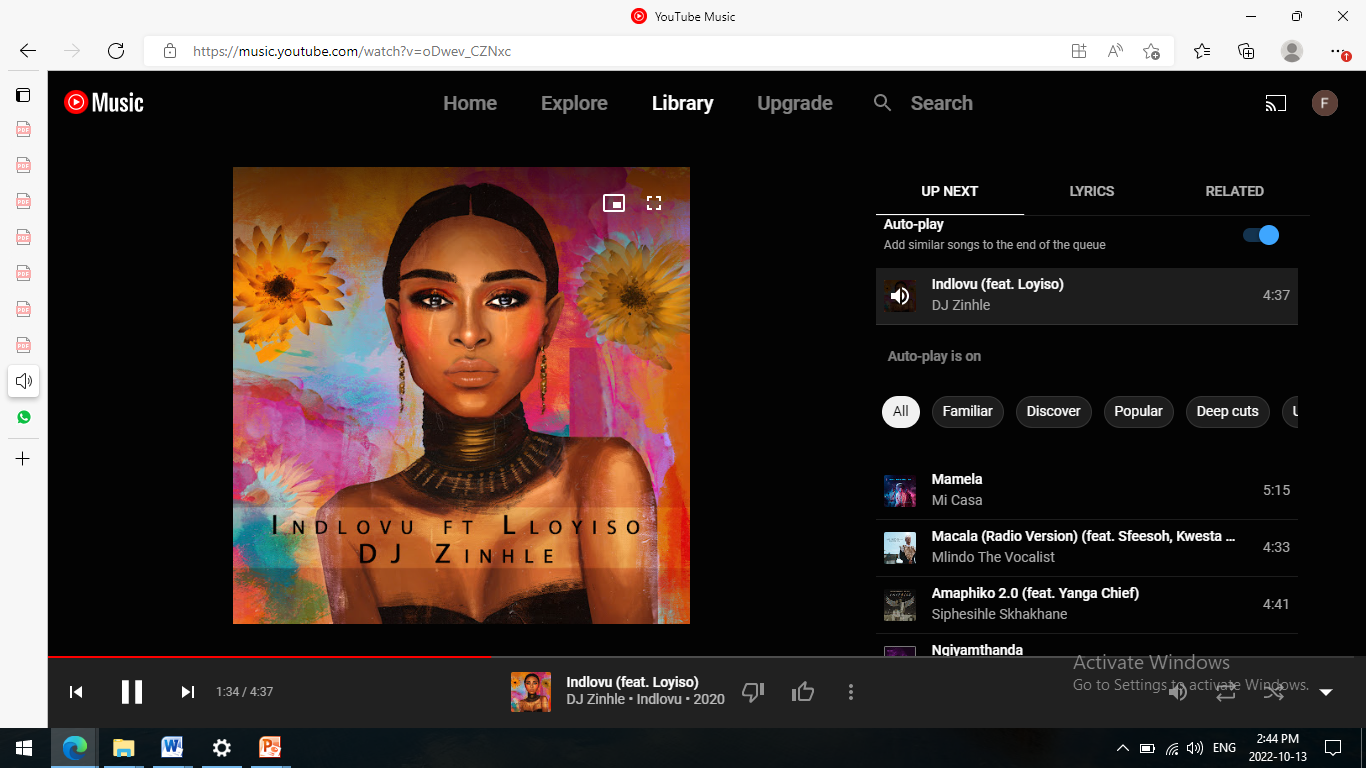 YouTube Music
https://music.youtube.com/watch?v=oDwev_CZNxc
Music
Home Explore Library Upgrade Search
F
UP NEXT LYRICS RELATED
Auto-play
Add similar songs to the end of the queue
Indlovu (feat. Loyiso)
DJ Zinhle
4:37
Auto-play is on
All Familiar Discover Popular Deep cuts
Mamela
Mi Casa
5:15
Macala (Radio Version) (feat. Sfeesoh, Kwesta ...
Mlindo The Vocalist
4:33
Amaphiko 2.0 (feat. Yanga Chief)
Siphesihle Skhakhane
4:41
Ngiyamthanda
INDLOVU FT LLOYISO
DJ ZINHLE
1:34 / 4:37
Indlovu (feat. Loyiso)
DJ Zinhle • Indlovu • 2020
Activate Windows
Go to Settings to activate Windows.
ENG
2:44 PM
2022-10-13